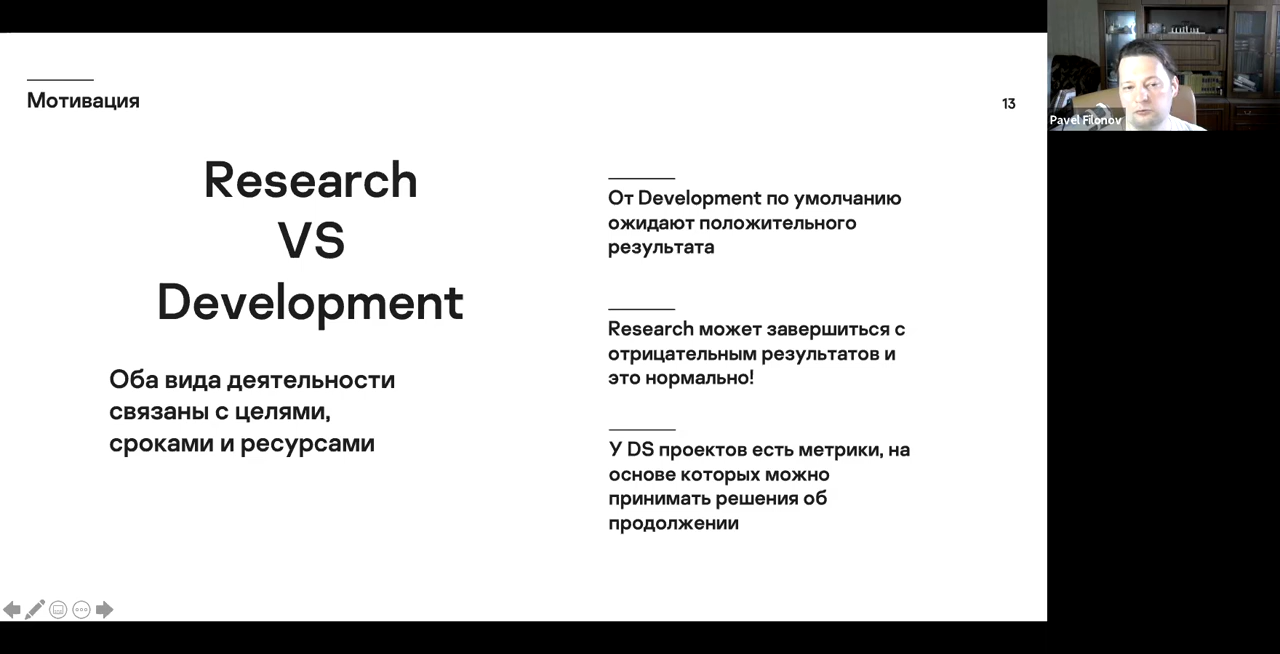 Мотивация
13
Research
VS
Development
Оба вида деятельности
связаны с целями,
сроками и ресурсами
От Development по умолчанию
ожидают положительного
результата
Research может завершиться с
отрицательным результатов и
это нормально!
У DS проектов есть метрики, на
основе которых можно
принимать решения об
продолжении
Pavel Filonov